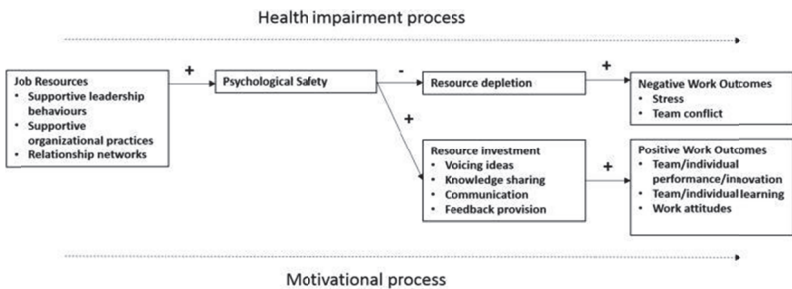 Health impairment process
Job Resources
• Supportive leadership
behaviours
• Supportive
organizational practices
• Relationship networks
+
Psychological Safety
-
+
Resource depletion
+
Negative Work Outcomes
• Stress
• Team conflict
Resource investment
• Voicing ideas
• Knowledge sharing
• Communication
• Feedback provision
+
Positive Work Outcomes
• Team/individual
performance/innovation
• Team/individual learning
• Work attitudes
Motivational process